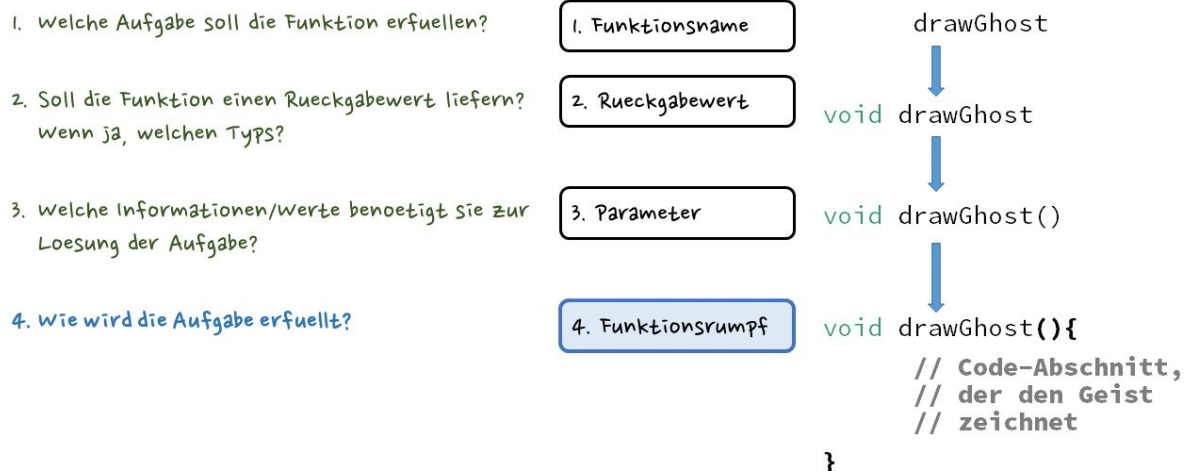 1. Welche Aufgabe soll die Funktion erfuellen?
1. Funktionsname
drawGhost
2. Soll die Funktion einen Rueckgabewert liefern?
Wenn ja, welchen Typs?
2. Rueckgabewert
void drawGhost
3. Welche Informationen/Werte benoetigt sie zur
Loesung der Aufgabe?
3. Parameter
void drawGhost()
4. Wie wird die Aufgabe erfuellt?
4. Funktionsrumpf
void drawGhost(){
// Code-Abschnitt,
// der den Geist
// zeichnet
}